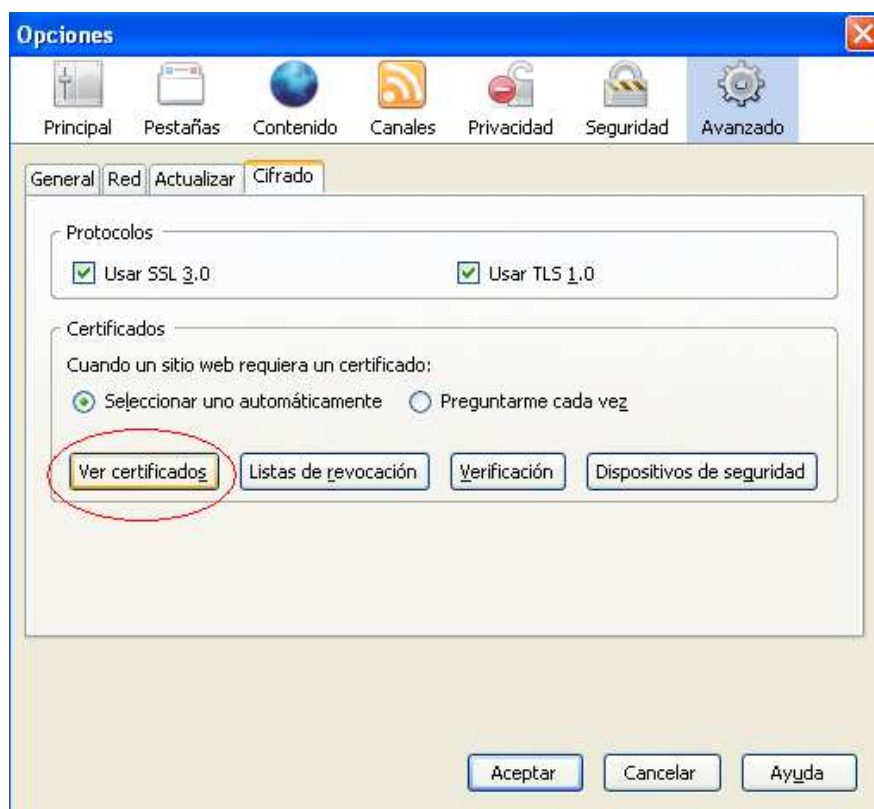 Opciones
Principal Pestañas Contenido Canales Privacidad Seguridad Avanzado
General Red Actualizar Cifrado
Protocolos
Usar SSL 3.0 Usar TLS 1.0
Certificados
Cuando un sitio web requiera un certificado:
Seleccionar uno automáticamente Preguntarme cada vez
Ver certificados Listas de revocación Verificación Dispositivos de seguridad
Aceptar Cancelar Ayuda